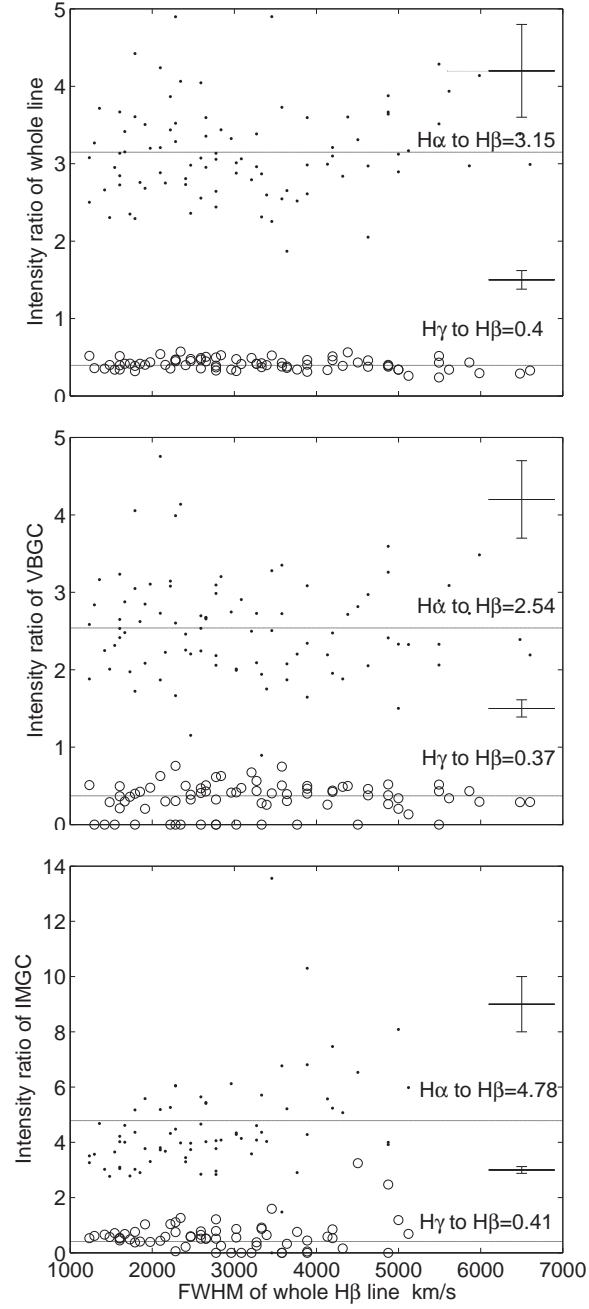 5
4
3
2
1
0
Intensity ratio of whole line
Hα to Hβ=3.15
Hγ to Hβ=0.4
5
4
3
2
1
0
Intensity ratio of VBGC
Hα to Hβ=2.54
Hγ to Hβ=0.37
14
12
10
8
6
4
2
0
Intensity ratio of IMGC
Hα to Hβ=4.78
Hγ to Hβ=0.41
1000 2000 3000 4000 5000 6000 7000
FWHM of whole Hβ line km/s